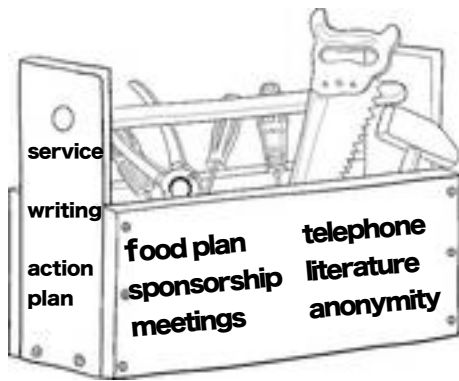 service
writing
action
plan
food plan
sponsorship
meetings
telephone
literature
anonymity